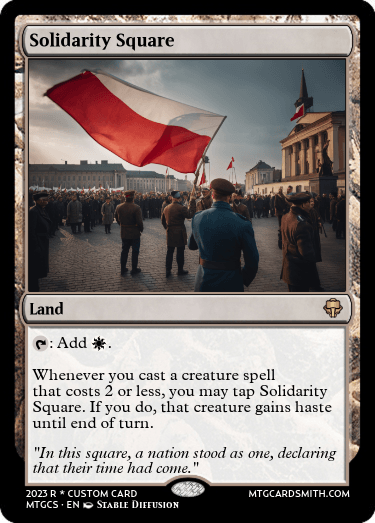 Solidarity Square
Land
: Add .
Whenever you cast a creature spell
that costs 2 or less, you may tap Solidarity
Square. If you do, that creature gains haste
until end of turn.
"In this square, a nation stood as one, declaring
that their time had come."
2023 R * CUSTOM CARD
MTGCS · EN STABLE DIFFUSION
MTGCARDSMITH.COM